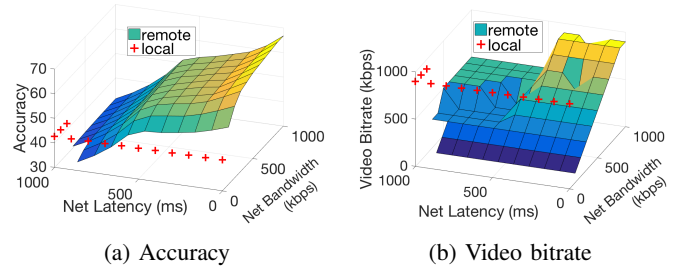 remote
local
70
60
50
40
30
Accuracy
1000
500
0
Net Latency (ms)
0
500
1000
Net Bandwidth
(kbps)
(a) Accuracy
remote
local
1000
500
0
Video Bitrate (kbps)
1000
500
0
Net Latency (ms)
0
500
1000
Net Bandwidth
(kbps)
(b) Video bitrate